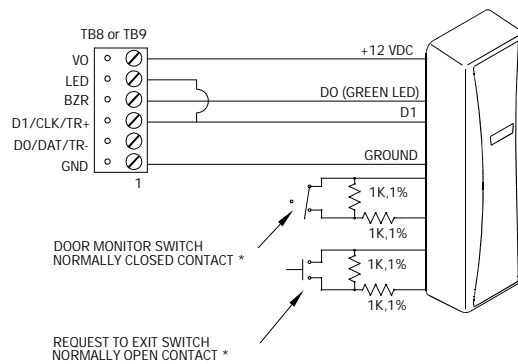 TB8 or TB9
VO
LED
BZR
D1/CLK/TR+
D0/DAT/TR-
GND
1
+12 VDC
DO (GREEN LED)
D1
GROUND
1K,1%
1K,1%
1K,1%
1K,1%
DOOR MONITOR SWITCH
NORMALLY CLOSED CONTACT *
REQUEST TO EXIT SWITCH
NORMALLY OPEN CONTACT *